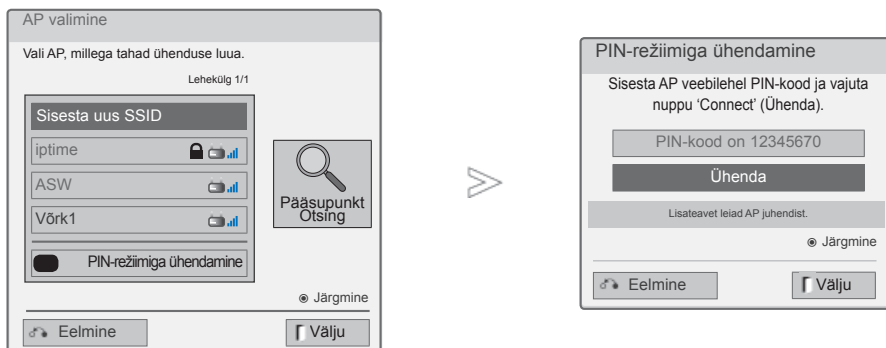 AP valimine
Vali AP, millega tahad ühenduse luua.
Lehekülg 1/1
Sisesta uus SSID
iptime
ASW
Võrk1
PIN-režiimiga ühendamine
Pääsupunkt
Otsing
Järgmine
Eelmine
Välju
PIN-režiimiga ühendamine
Sisesta AP veebilehel PIN-kood ja vajuta
nuppu ‘Connect’ (Ühenda).
PIN-kood on 12345670
Ühenda
Lisateavet leiad AP juhendist.
Järgmine
Eelmine
Välju